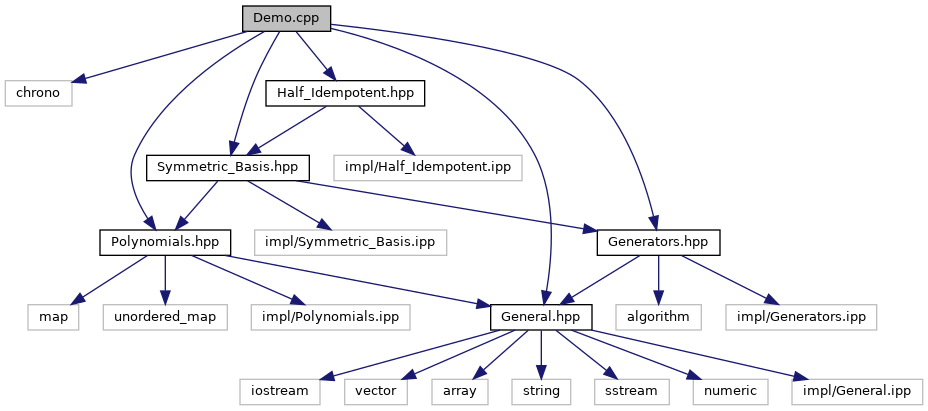 Demo.cpp
chrono
Half_Idempotent.hpp
Symmetric_Basis.hpp
impl/Half_Idempotent.ipp
Polynomials.hpp
impl/Symmetric_Basis.ipp
Generators.hpp
map
unordered_map
impl/Polynomials.ipp
General.hpp
algorithm
impl/Generators.ipp
iostream
vector
array
string
sstream
numeric
impl/General.ipp